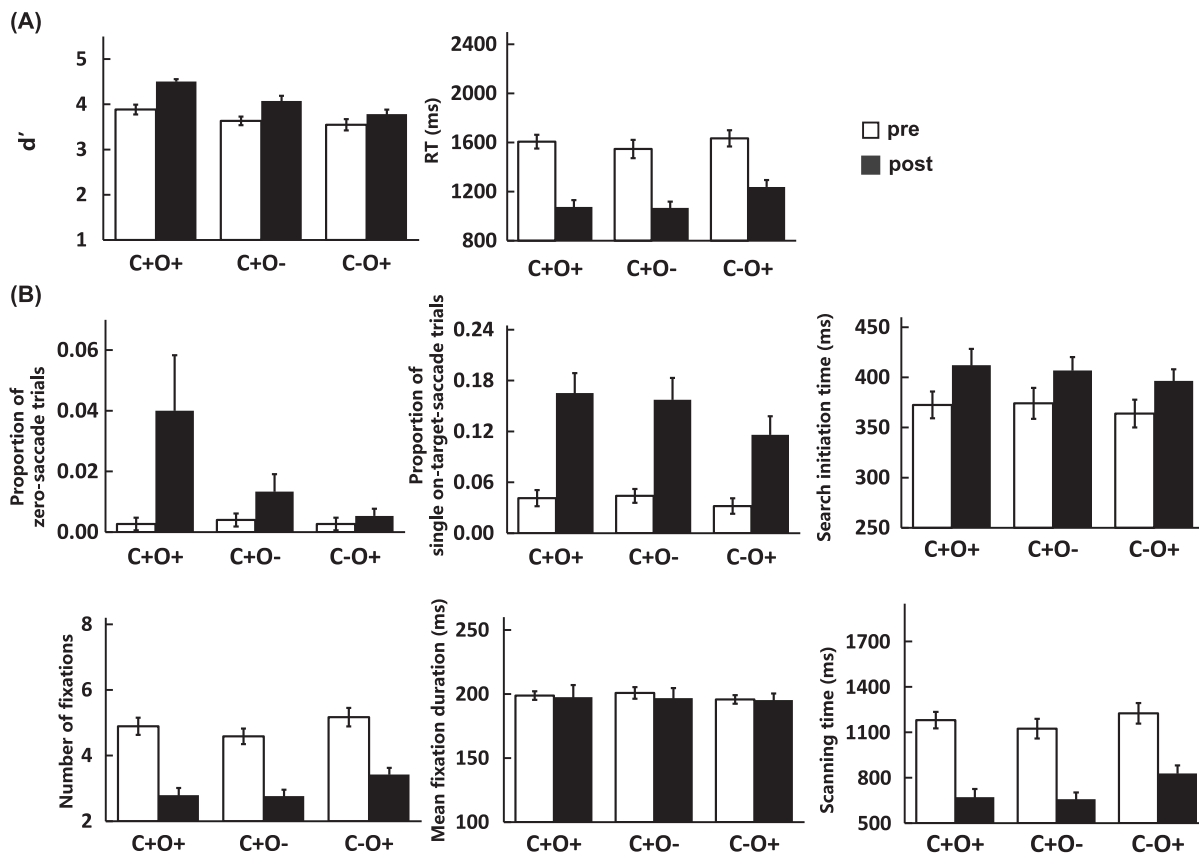 (A)
d′
5
4
3
2
1
C+O+ C+O- C-O+
RT (ms)
2400
2000
1600
1200
800
C+O+ C+O- C-O+
pre
post
(B)
Proportion of
zero-saccade trials
0.06
0.04
0.02
0.00
C+O+ C+O- C-O+
Proportion of
single on-target-saccade trials
0.24
0.18
0.12
0.06
0.00
C+O+ C+O- C-O+
Search initiation time (ms)
450
400
350
300
250
C+O+ C+O- C-O+
Number of fixations
8
6
4
2
C+O+ C+O- C-O+
Mean fixation duration (ms)
250
200
150
100
C+O+ C+O- C-O+
Scanning time (ms)
1700
1400
1100
800
500
C+O+ C+O- C-O+